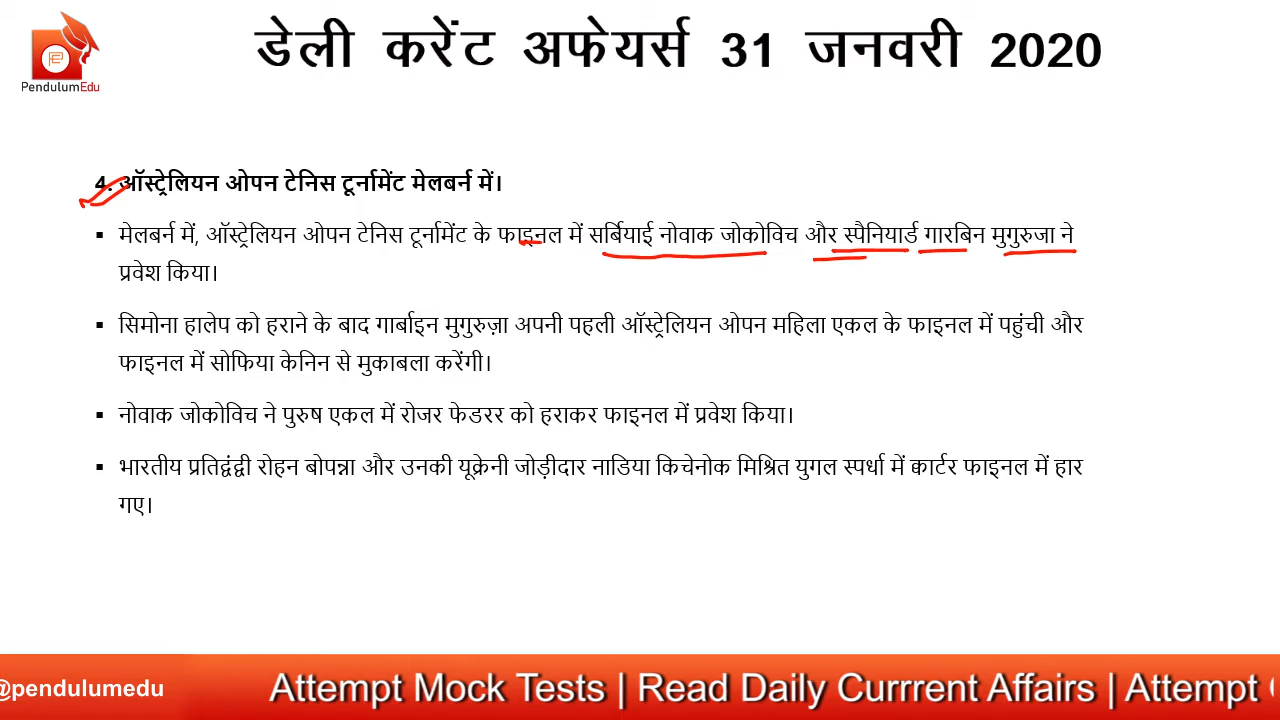 डेली करेंट अफेयर्स 31 जनवरी 2020
PendulumEdu
4. ऑस्ट्रेलियन ओपन टेनिस टूर्नामेंट मेलबर्न में।
▪ मेलबर्न में, ऑस्ट्रेलियन ओपन टेनिस टूर्नामेंट के फाइनल में सर्बियाई नोवाक जोकोविच और स्पैनियार्ड गारबिन मुगुरुजा ने
प्रवेश किया।
▪ सिमोना हालेप को हराने के बाद गार्बाइन मुगुरुज़ा अपनी पहली ऑस्ट्रेलियन ओपन महिला एकल के फाइनल में पहुंची और
फाइनल में सोफिया केनिन से मुकाबला करेंगी।
▪ नोवाक जोकोविच ने पुरुष एकल में रोजर फेडरर को हराकर फाइनल में प्रवेश किया।
▪ भारतीय प्रतिद्वंद्वी रोहन बोपन्ना और उनकी यूक्रेनी जोड़ीदार नाडिया किचेनोक मिश्रित युगल स्पर्धा में कार्टर फाइनल में हार
गए।
@pendulumedu Attempt Mock Tests | Read Daily Currrent Affairs | Attempt